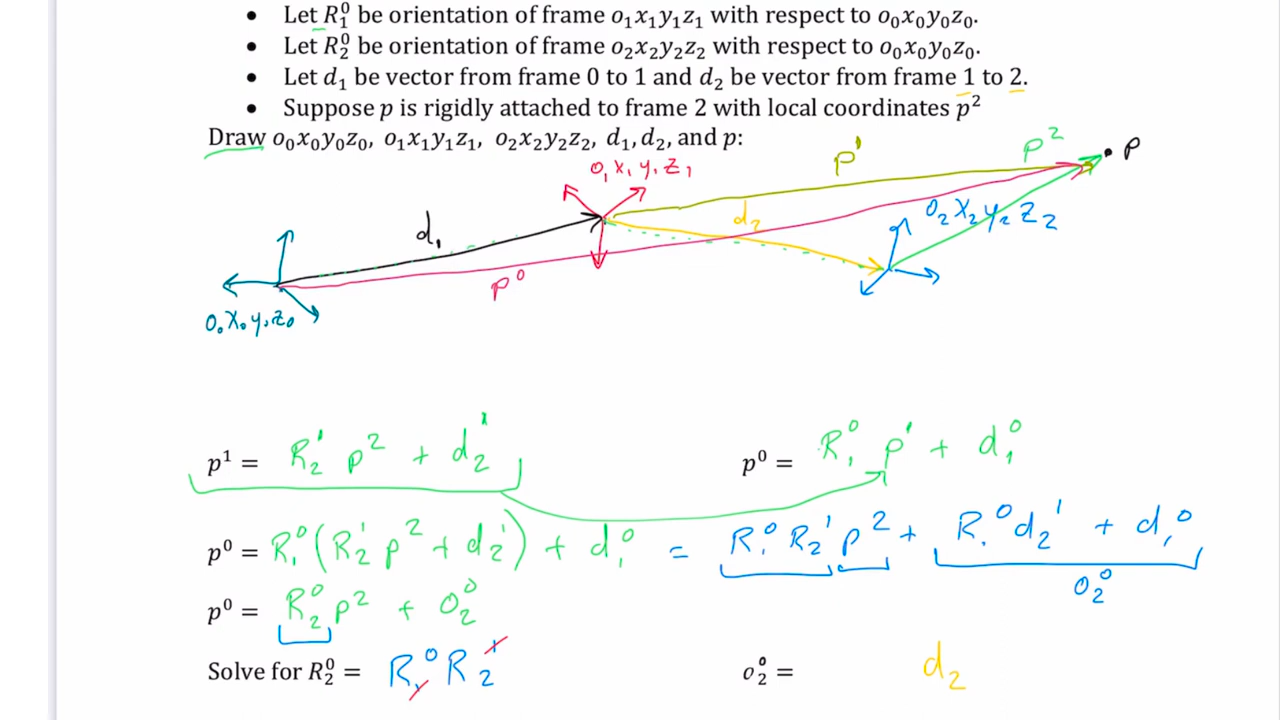 • Let R₁⁰ be orientation of frame o₁x₁y₁z₁ with respect to o₀x₀y₀z₀.
• Let R₂⁰ be orientation of frame o₂x₂y₂z₂ with respect to o₀x₀y₀z₀.
• Let d₁ be vector from frame 0 to 1 and d₂ be vector from frame 1 to 2.
• Suppose p is rigidly attached to frame 2 with local coordinates p²
Draw o₀x₀y₀z₀, o₁x₁y₁z₁, o₂x₂y₂z₂, d₁, d₂, and p:
p¹ p² p
o₁x₁y₁z₁
d₁ d₂ o₂x₂y₂z₂
p⁰
o₀x₀y₀z₀
p¹ = R₂¹ p² + d₂¹ p⁰ = R₁⁰ p¹ + d₁⁰
p⁰ = R₁⁰(R₂¹ p² + d₂¹) + d₁⁰ = R₁⁰ R₂¹ p² + R₁⁰ d₂¹ + d₁⁰
o₂⁰
p⁰ = R₂⁰ p² + o₂⁰
Solve for R₂⁰ = R₁⁰ R₂¹ o₂⁰ = d₂